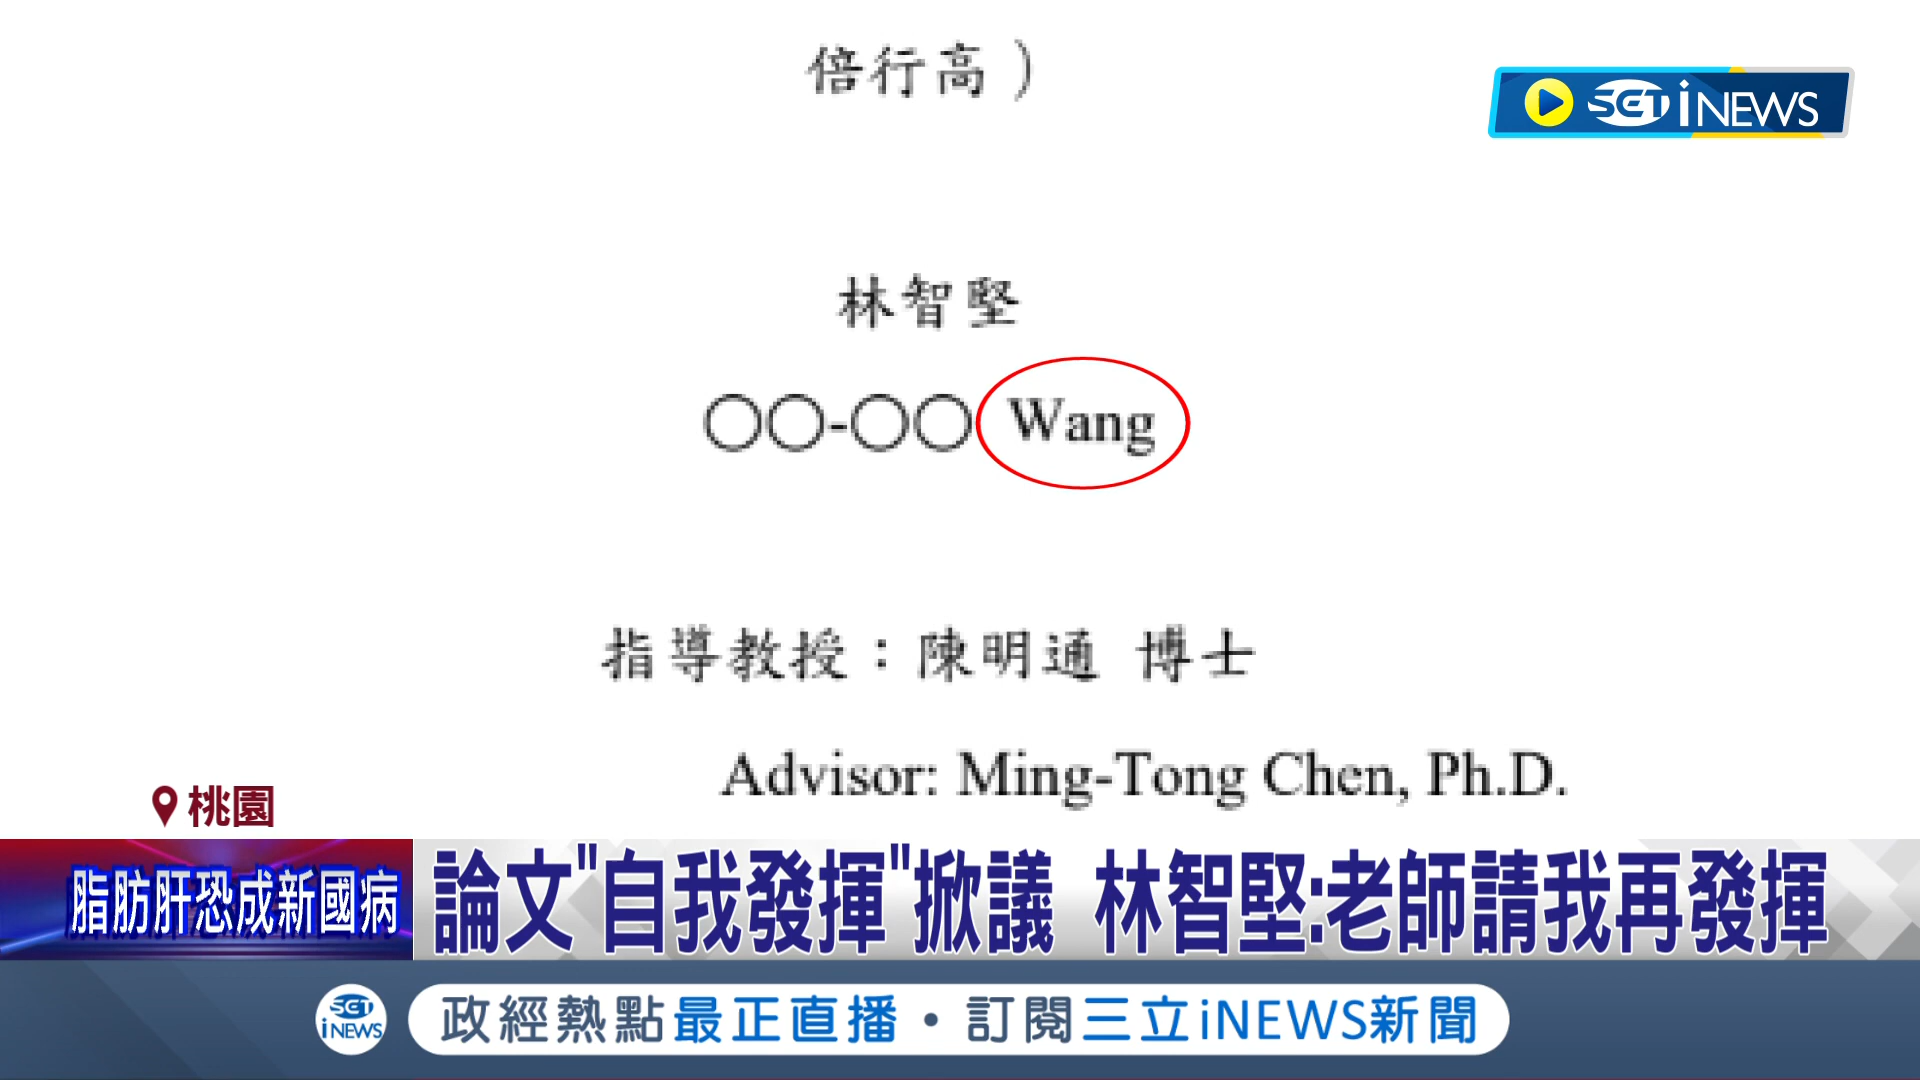 倍行高）
SET iNEWS
林智堅
○○-○○ Wang
指導教授：陳明通 博士
Advisor: Ming-Tong Chen, Ph.D.
桃園
脂肪肝恐成新國病
論文"自我發揮"掀議 林智堅:老師請我再發揮
SET iNEWS
政經熱點最正直播・訂閱三立iNEWS新聞